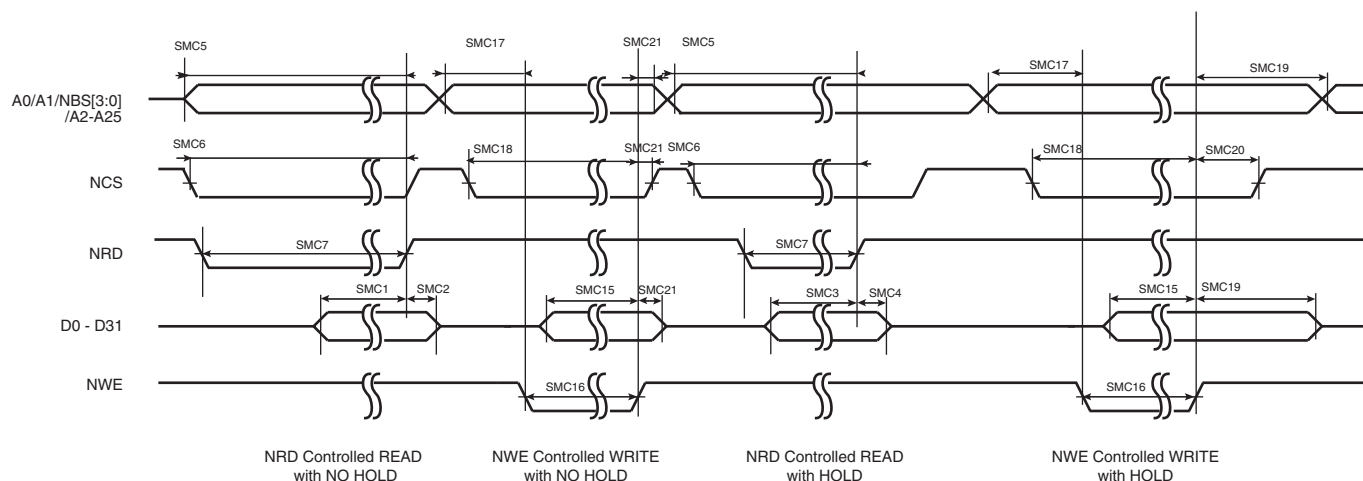 SMC5
SMC17
SMC21
SMC5
SMC17
SMC19
A0/A1/NBS[3:0]
/A2-A25
SMC6
SMC18
SMC21
SMC6
SMC18
SMC20
NCS
NRD
SMC7
SMC7
SMC1
SMC2
SMC15
SMC21
SMC3
SMC4
SMC15
SMC19
D0 - D31
NWE
SMC16
SMC16
NRD Controlled READ
with NO HOLD
NWE Controlled WRITE
with NO HOLD
NRD Controlled READ
with HOLD
NWE Controlled WRITE
with HOLD